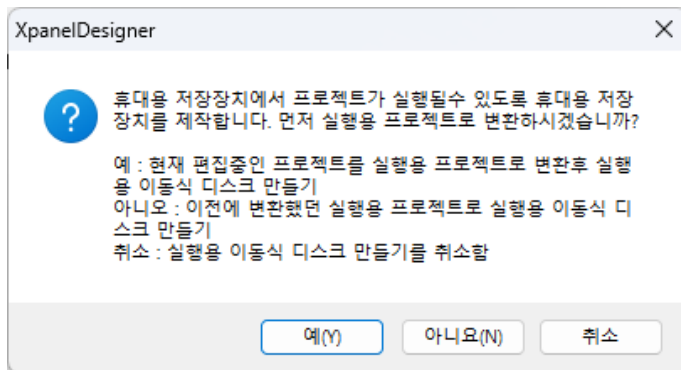 XpanelDesigner
휴대용 저장장치에서 프로젝트가 실행될수 있도록 휴대용 저장
장치를 제작합니다. 먼저 실행용 프로젝트로 변환하시겠습니까?
예 : 현재 편집중인 프로젝트를 실행용 프로젝트로 변환후 실행
용 이동식 디스크 만들기
아니오 : 이전에 변환했던 실행용 프로젝트로 실행용 이동식 디
스크 만들기
취소 : 실행용 이동식 디스크 만들기를 취소함
예(Y) 아니요(N) 취소